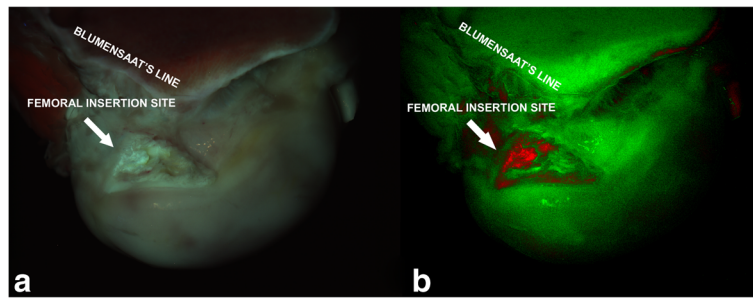 BLUMENSAAT'S LINE
FEMORAL INSERTION SITE
a
BLUMENSAAT'S LINE
FEMORAL INSERTION SITE
b